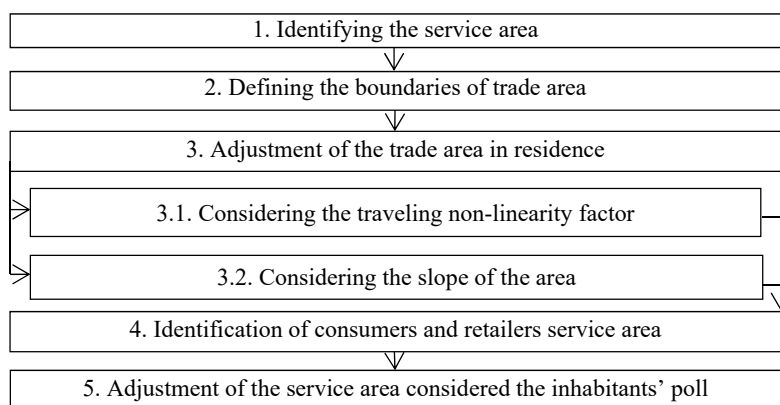 1. Identifying the service area
2. Defining the boundaries of trade area
3. Adjustment of the trade area in residence
3.1. Considering the traveling non-linearity factor
3.2. Considering the slope of the area
4. Identification of consumers and retailers service area
5. Adjustment of the service area considered the inhabitants’ poll